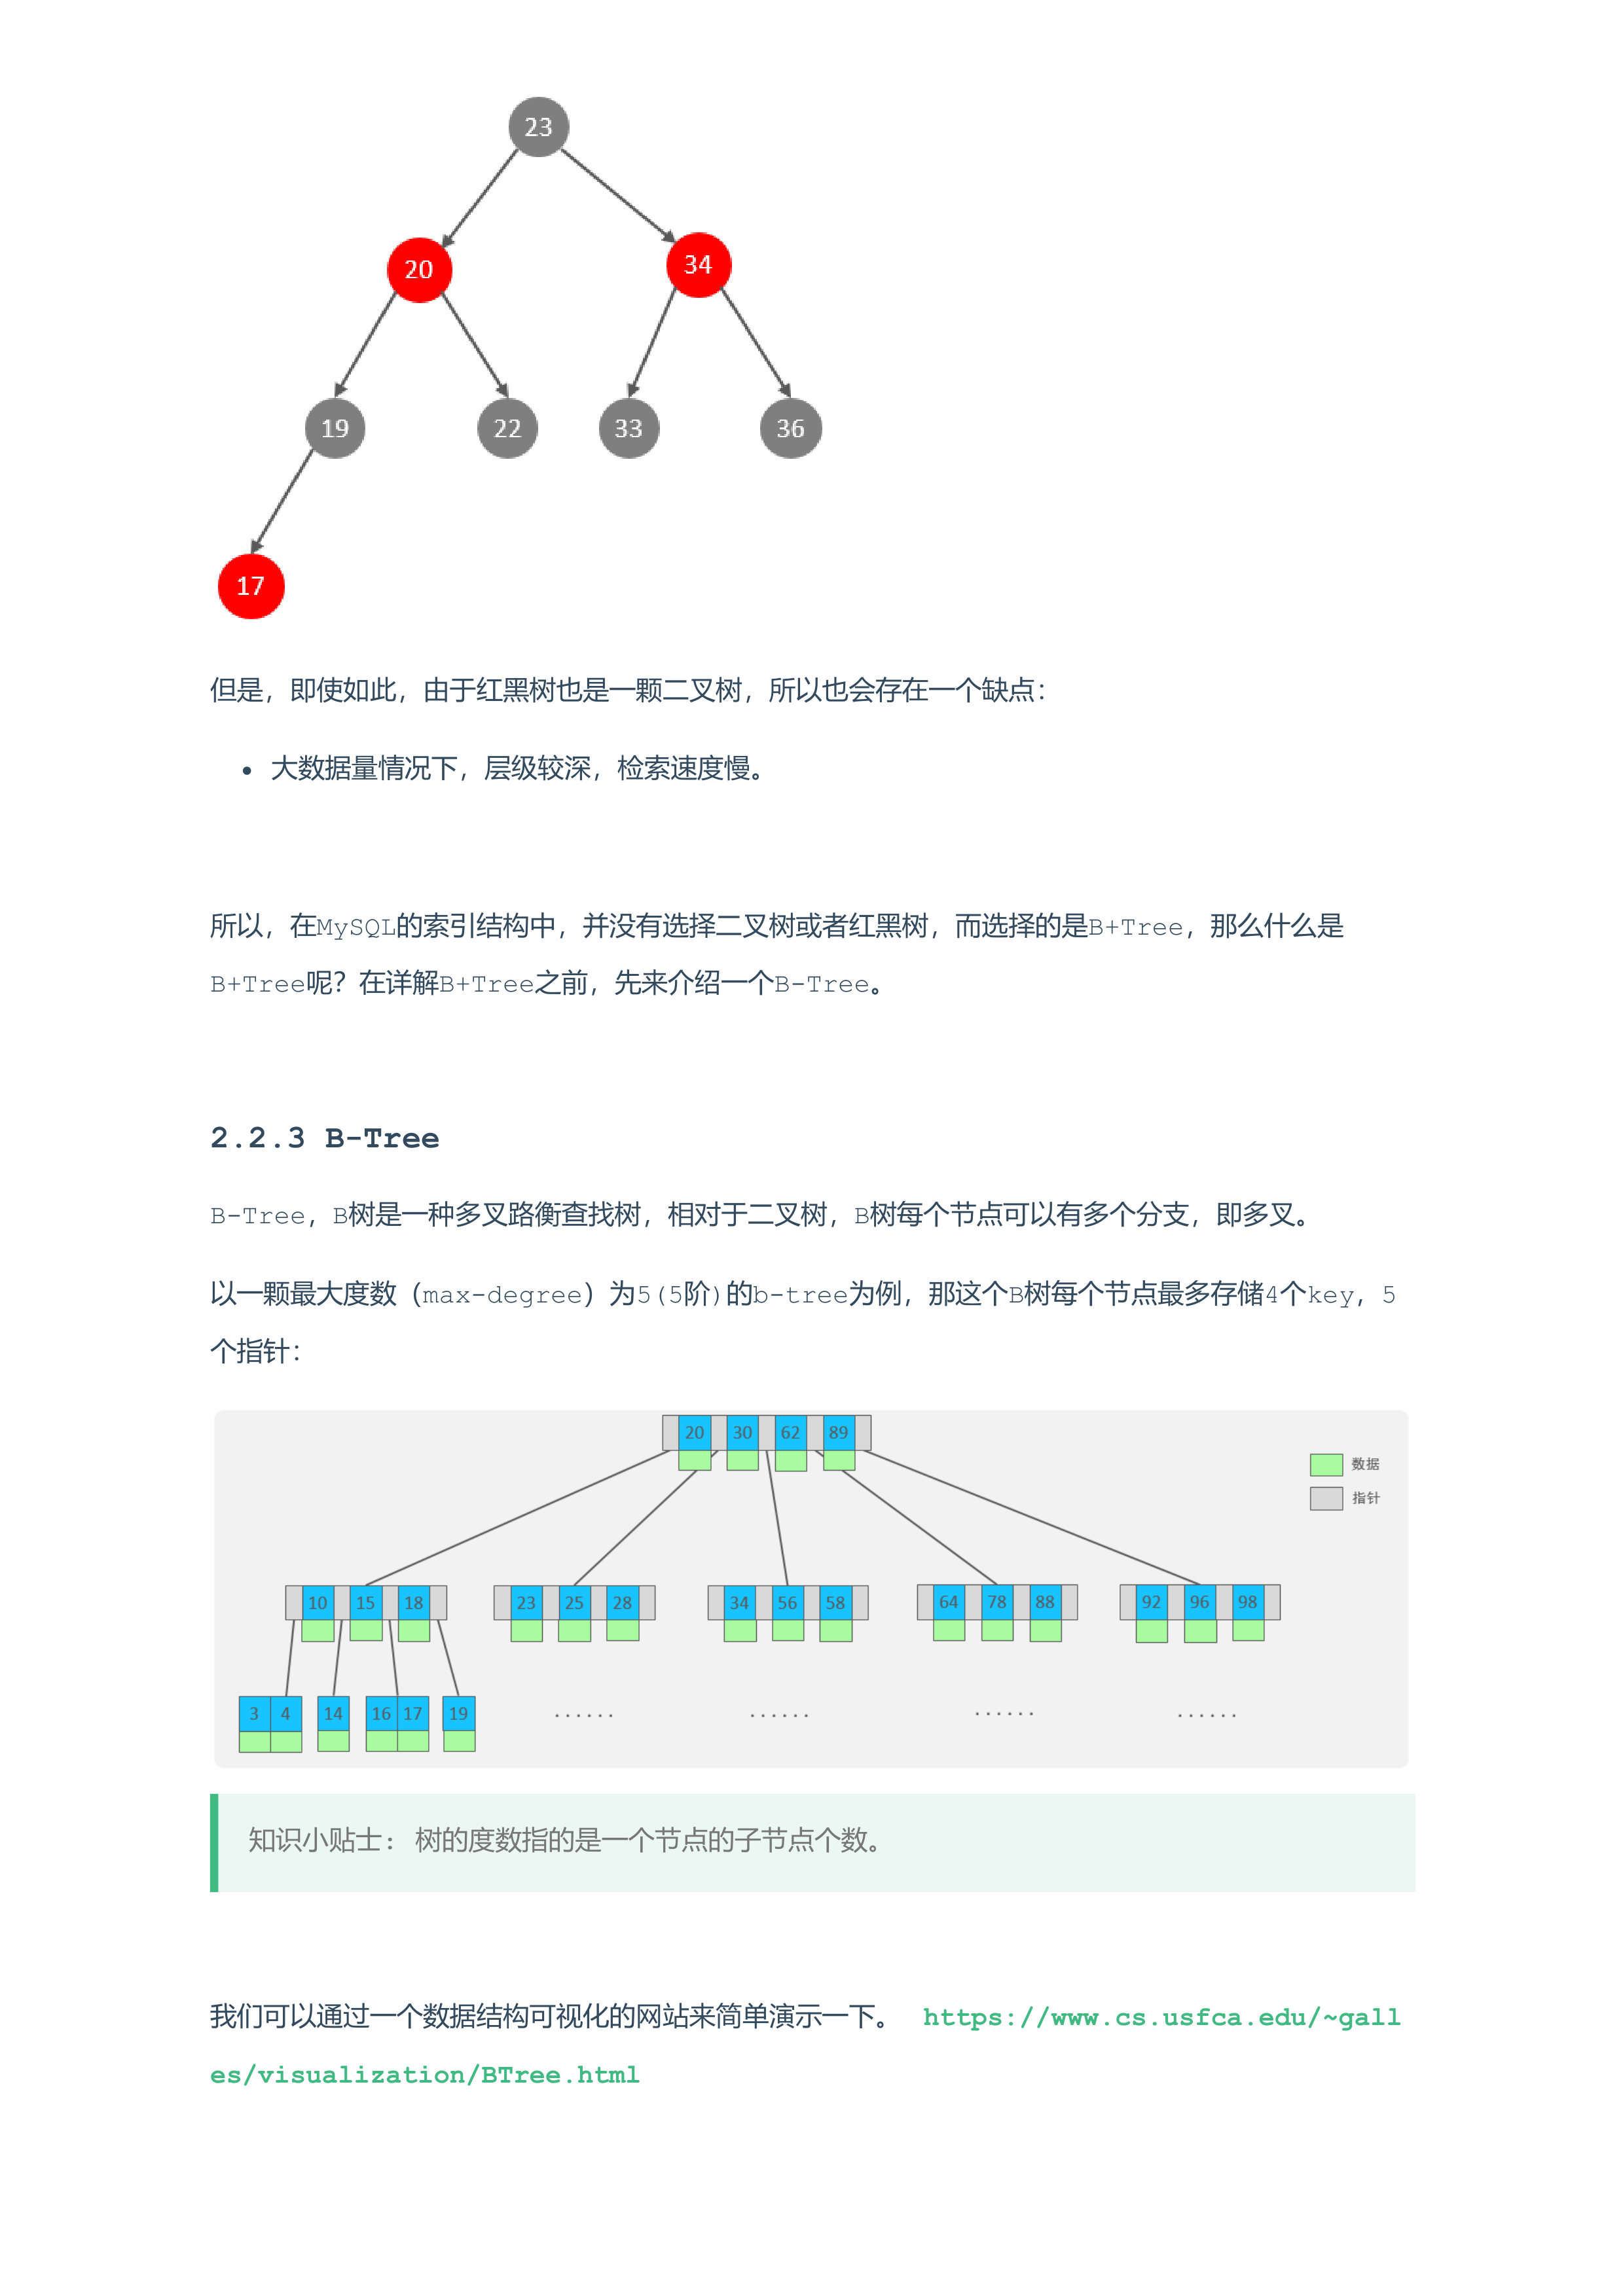 23
20
34
19
22
33
36
17
但是，即使如此，由于红黑树也是一颗二叉树，所以也会存在一个缺点：
• 大数据量情况下，层级较深，检索速度慢。
所以，在MySQL的索引结构中，并没有选择二叉树或者红黑树，而选择的是B+Tree，那么什么是
B+Tree呢？在详解B+Tree之前，先来介绍一个B-Tree。
2.2.3 B-Tree
B-Tree，B树是一种多叉路衡查找树，相对于二叉树，B树每个节点可以有多个分支，即多叉。
以一颗最大度数（max-degree）为5(5阶)的b-tree为例，那这个B树每个节点最多存储4个key，5
个指针：
20 30 62 89
数据
指针
10 15 18 23 25 28 34 56 58 64 78 88 92 96 98
3 4 14 16 17 19 ...... ...... ...... ......
知识小贴士： 树的度数指的是一个节点的子节点个数。
我们可以通过一个数据结构可视化的网站来简单演示一下。 https://www.cs.usfca.edu/~gall
es/visualization/BTree.html